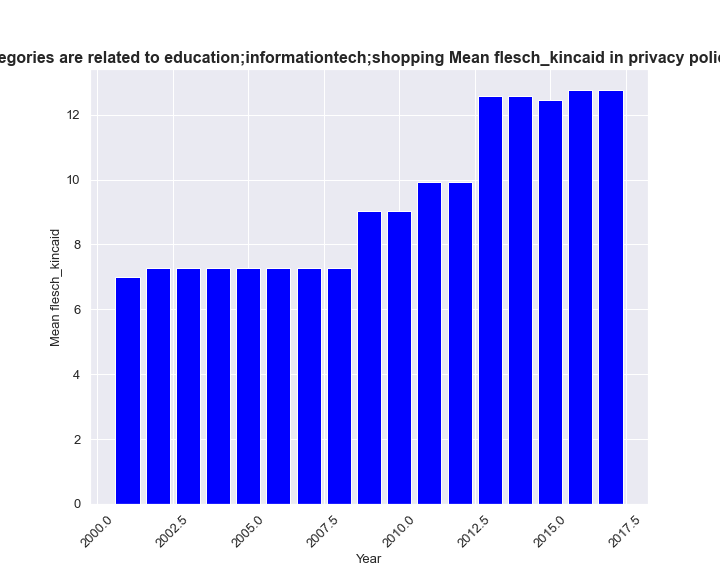 egories are related to education;informationtech;shopping Mean flesch_kincaid in privacy polic
12
10
8
6
4
2
0
Mean flesch_kincaid
2000.0 2002.5 2005.0 2007.5 2010.0 2012.5 2015.0 2017.5
Year